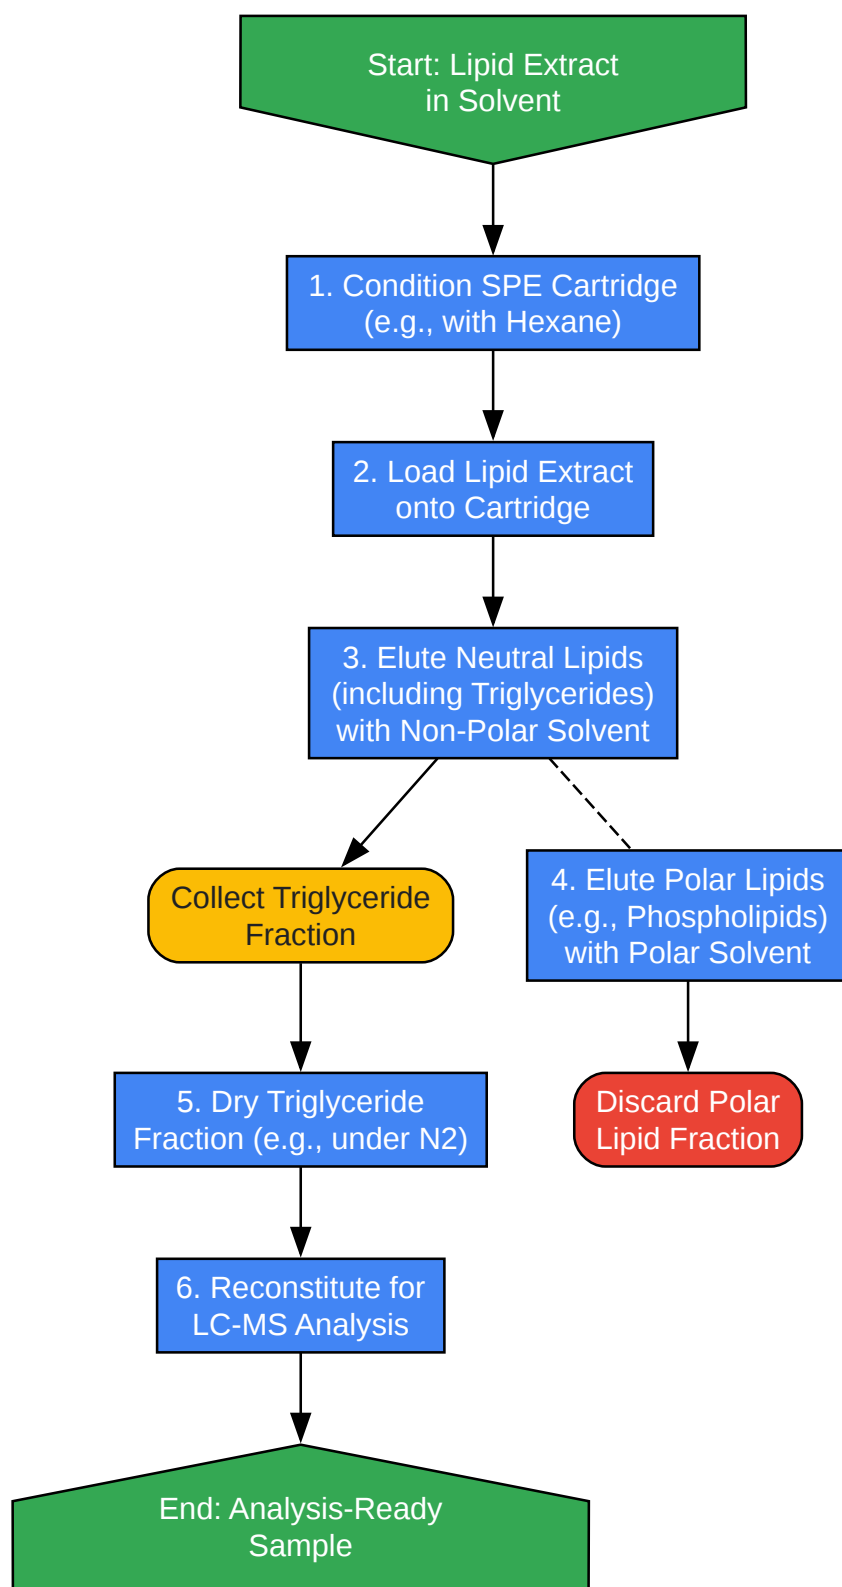 Start: Lipid Extract
in Solvent
1. Condition SPE Cartridge
(e.g., with Hexane)
2. Load Lipid Extract
onto Cartridge
3. Elute Neutral Lipids
(including Triglycerides)
with Non-Polar Solvent
Collect Triglyceride
Fraction
4. Elute Polar Lipids
(e.g., Phospholipids)
with Polar Solvent
5. Dry Triglyceride
Fraction (e.g., under N2)
Discard Polar
Lipid Fraction
6. Reconstitute for
LC-MS Analysis
End: Analysis-Ready
Sample